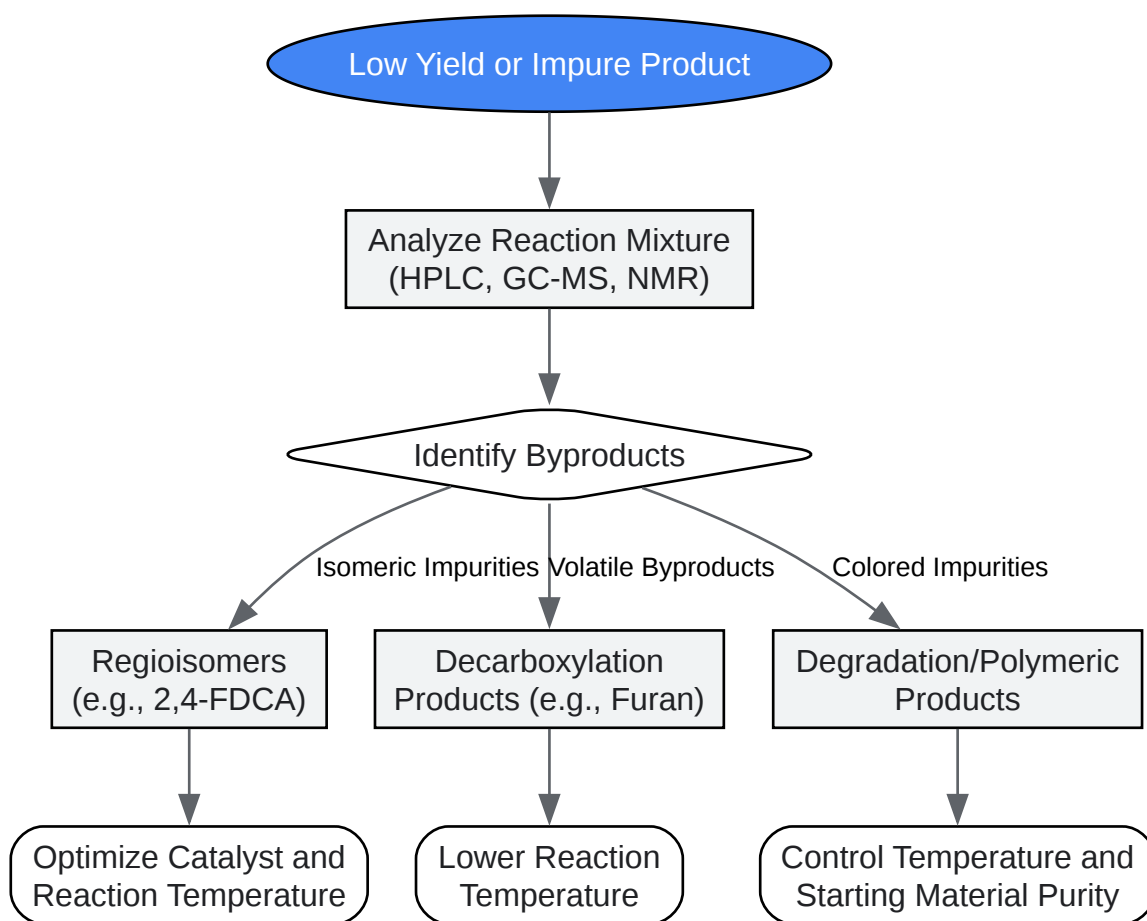 Low Yield or Impure Product
Analyze Reaction Mixture
(HPLC, GC-MS, NMR)
Identify Byproducts
Isomeric Impurities
Volatile Byproducts
Colored Impurities
Regioisomers
(e.g., 2,4-FDCA)
Decarboxylation
Products (e.g., Furan)
Degradation/Polymeric
Products
Optimize Catalyst and
Reaction Temperature
Lower Reaction
Temperature
Control Temperature and
Starting Material Purity